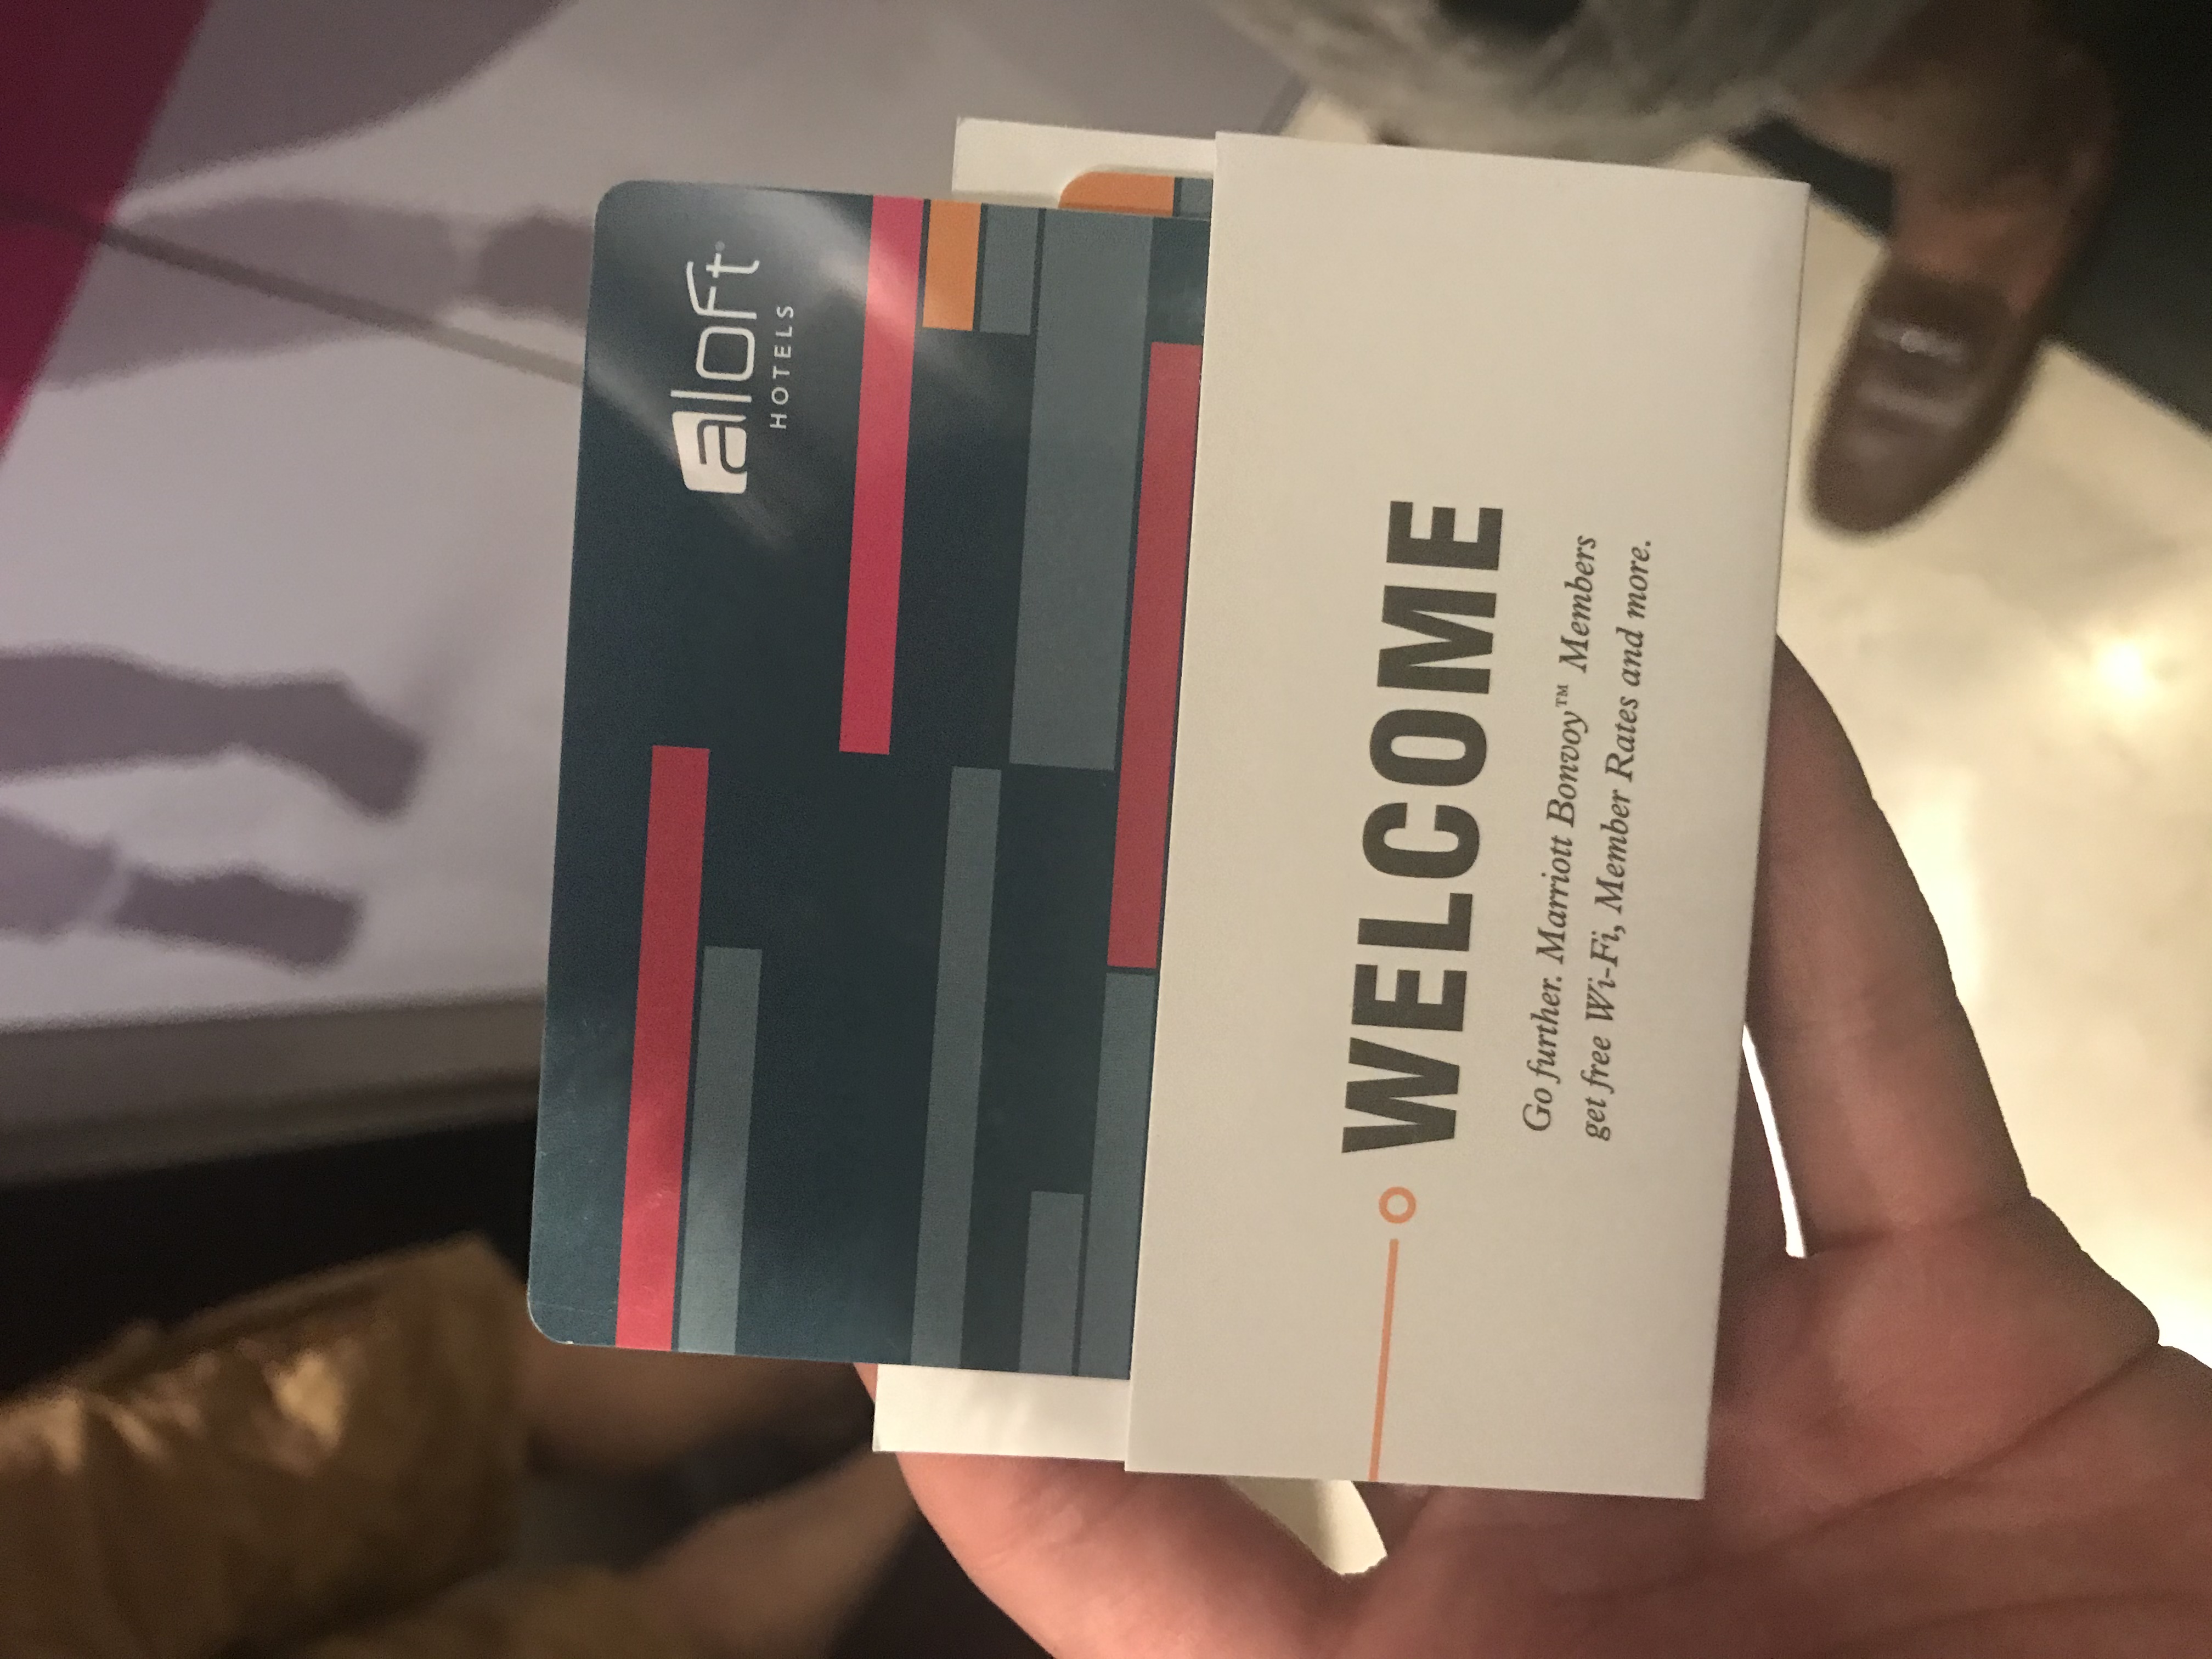 aloft
HOTELS
WELCOME
Go further. Marriott Bonvoy™ Members
get free Wi-Fi, Member Rates and more.